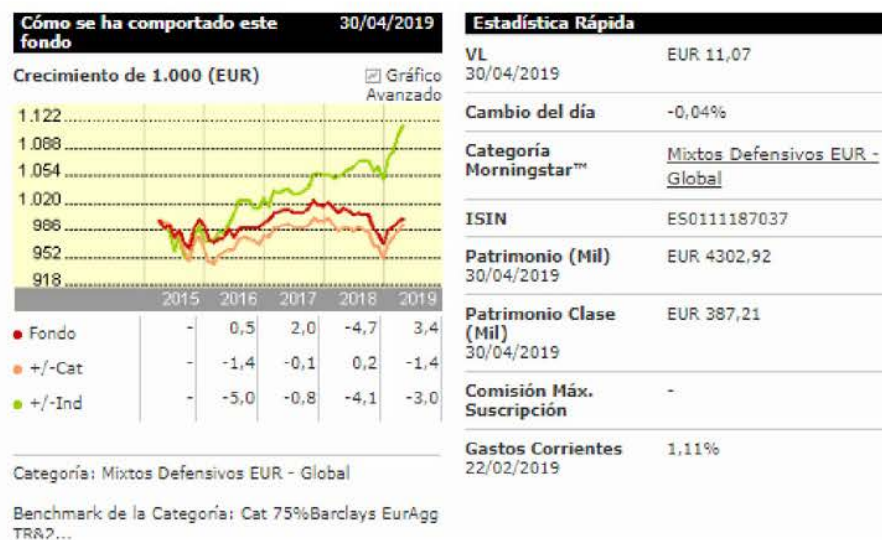 Cómo se ha comportado este fondo 30/04/2019
Crecimiento de 1.000 (EUR) Gráfico Avanzado
1.122
1.088
1.054
1.020
986
952
918
2015 2016 2017 2018 2019
Fondo - 0,5 2,0 -4,7 3,4
+/-Cat - -1,4 -0,1 0,2 -1,4
+/-Ind - -5,0 -0,8 -4,1 -3,0
Categoría: Mixtos Defensivos EUR - Global
Benchmark de la Categoría: Cat 75%Barclays EurAgg
TR&2...
Estadística Rápida
VL EUR 11,07
30/04/2019
Cambio del día -0,04%
Categoría Mixtos Defensivos EUR -
Morningstar™ Global
ISIN ES0111187037
Patrimonio (Mil) EUR 4302,92
30/04/2019
Patrimonio Clase EUR 387,21
(Mil)
30/04/2019
Comisión Máx. -
Suscripción
Gastos Corrientes 1,11%
22/02/2019